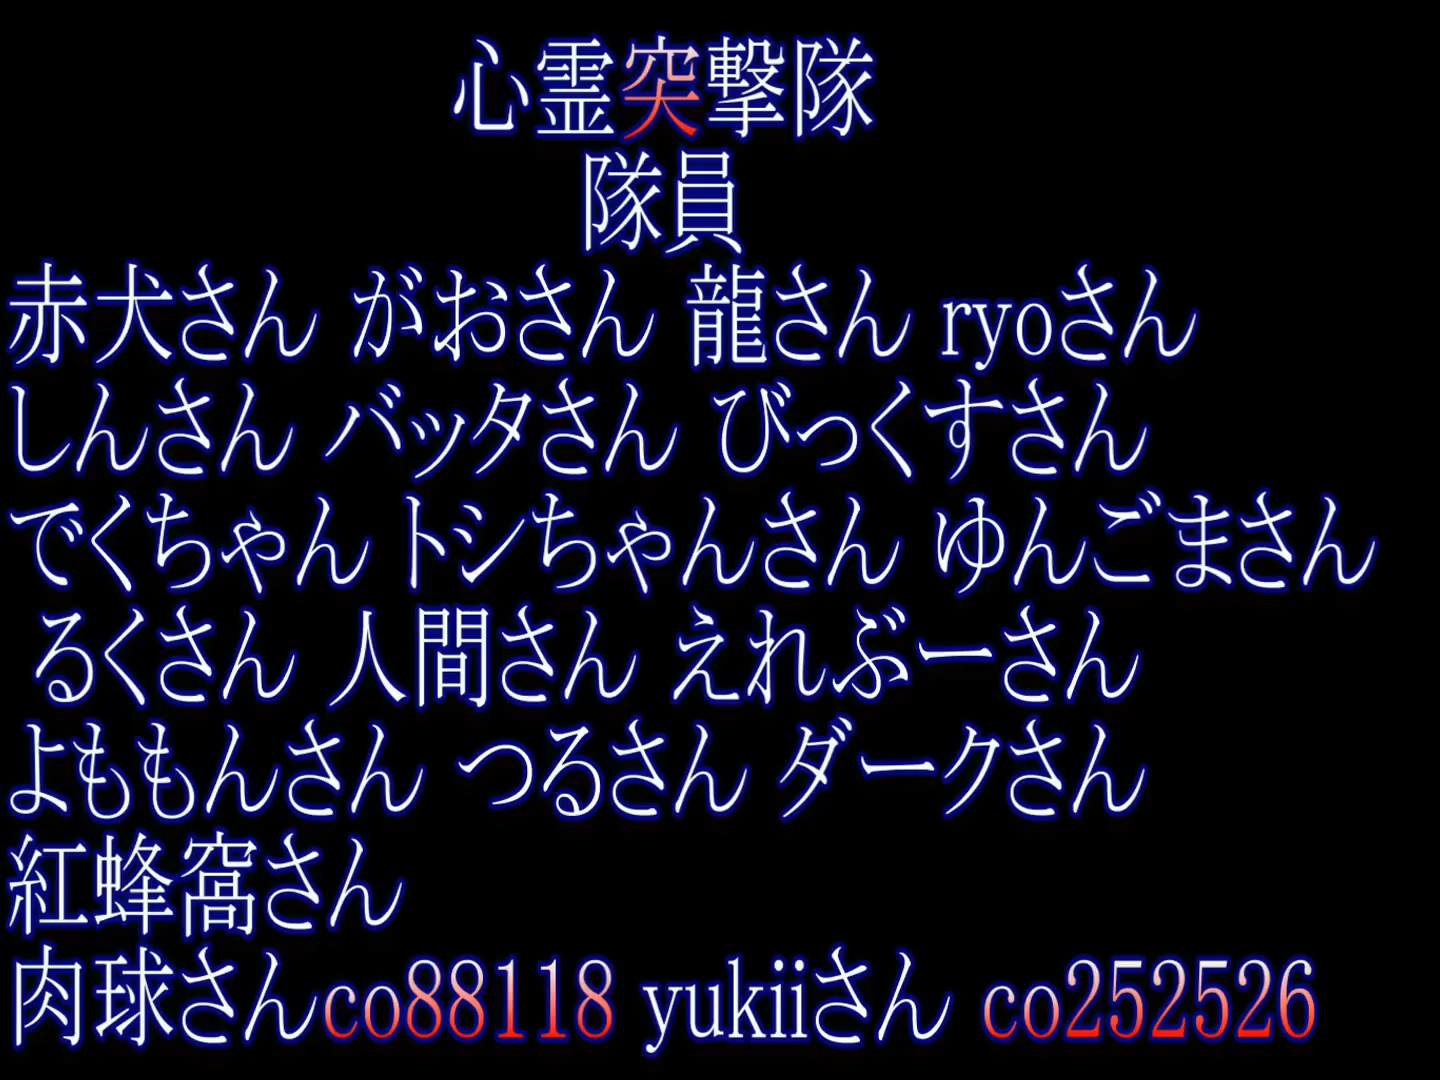 心霊突撃隊
隊員
赤犬さん がおさん 龍さん ryoさん
しんさん バッタさん びっくすさん
でくちゃん トシちゃんさん ゆんごまさん
るくさん 人間さん えれぶーさん
よももんさん つるさん ダークさん
紅蜂窩さん
肉球さんco88118 yukiiさん co252526